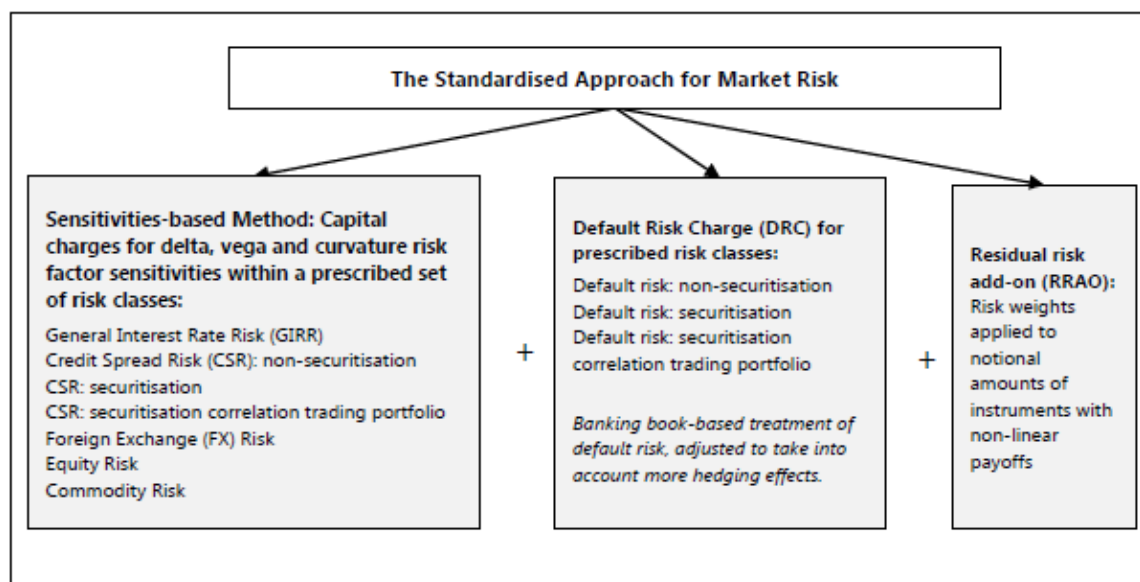 The Standardised Approach for Market Risk
Sensitivities-based Method: Capital
charges for delta, vega and curvature risk
factor sensitivities within a prescribed set
of risk classes:
General Interest Rate Risk (GIRR)
Credit Spread Risk (CSR): non-securitisation
CSR: securitisation
CSR: securitisation correlation trading portfolio
Foreign Exchange (FX) Risk
Equity Risk
Commodity Risk
+
Default Risk Charge (DRC) for
prescribed risk classes:
Default risk: non-securitisation
Default risk: securitisation
Default risk: securitisation
correlation trading portfolio
Banking book-based treatment of
default risk, adjusted to take into
account more hedging effects.
+
Residual risk
add-on (RRAO):
Risk weights
applied to
notional
amounts of
instruments with
non-linear
payoffs